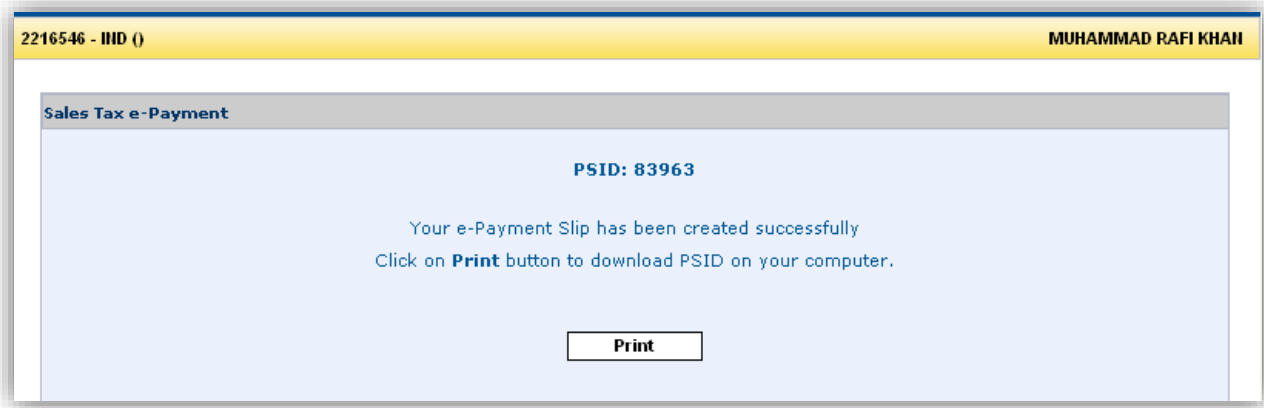 2216546 - IND () MUHAMMAD RAFI KHAN
Sales Tax e-Payment
PSID: 83963
Your e-Payment Slip has been created successfully
Click on Print button to download PSID on your computer.
Print